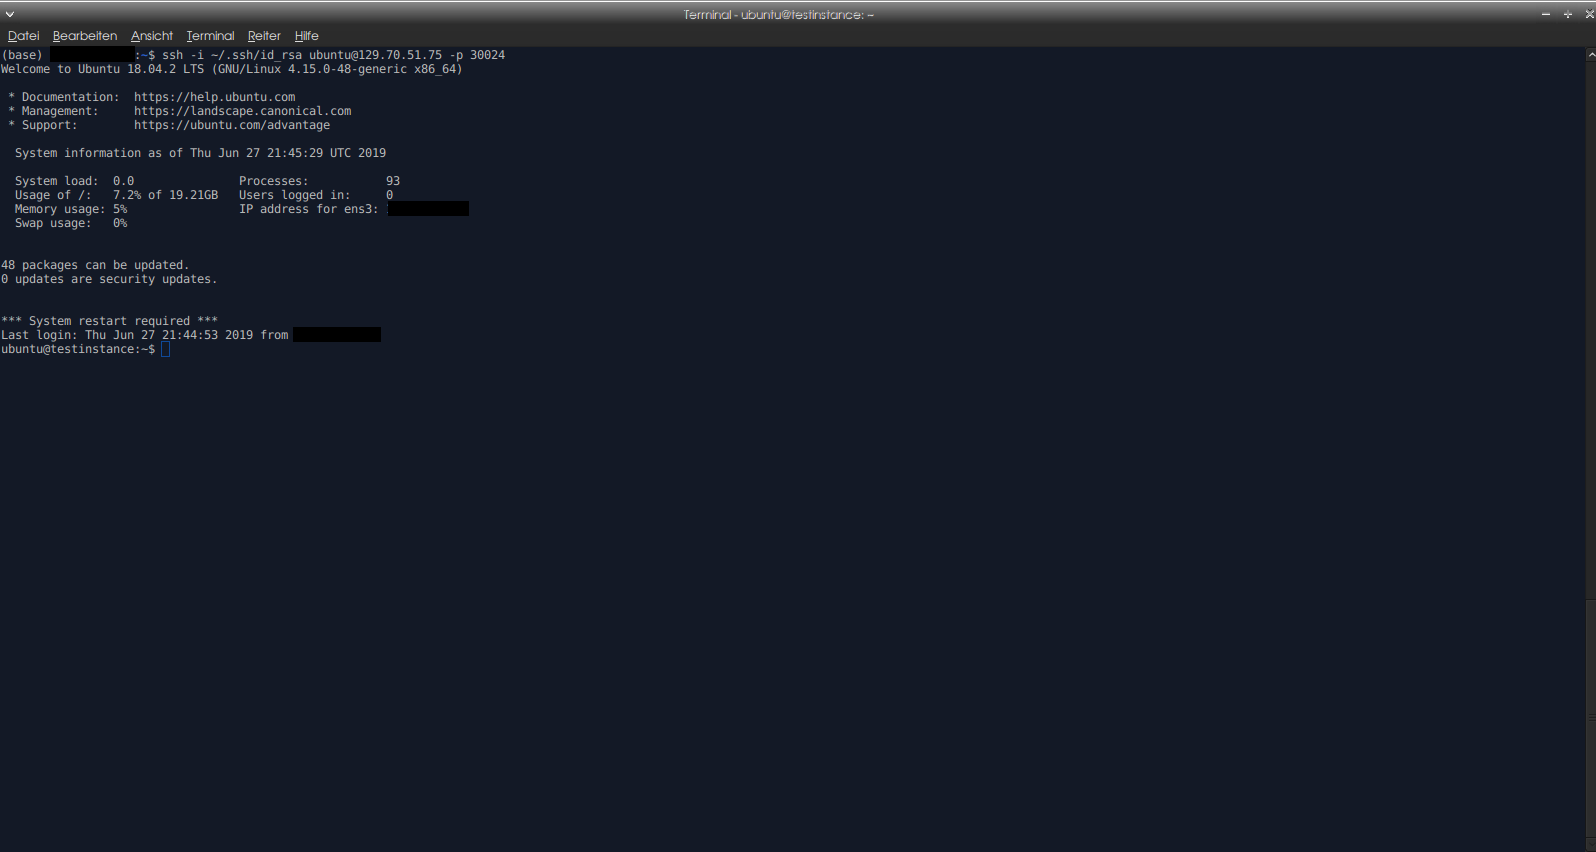 Terminal - ubuntu@testinstance: ~
Datei Bearbeiten Ansicht Terminal Reiter Hilfe
(base) :~$ ssh -i ~/.ssh/id_rsa ubuntu@129.70.51.75 -p 30024
Welcome to Ubuntu 18.04.2 LTS (GNU/Linux 4.15.0-48-generic x86_64)
* Documentation: https://help.ubuntu.com
* Management: https://landscape.canonical.com
* Support: https://ubuntu.com/advantage
System information as of Thu Jun 27 21:45:29 UTC 2019
System load: 0.0 Processes: 93
Usage of /: 7.2% of 19.21GB Users logged in: 0
Memory usage: 5% IP address for ens3:
Swap usage: 0%
48 packages can be updated.
0 updates are security updates.
*** System restart required ***
Last login: Thu Jun 27 21:44:53 2019 from
ubuntu@testinstance:~$